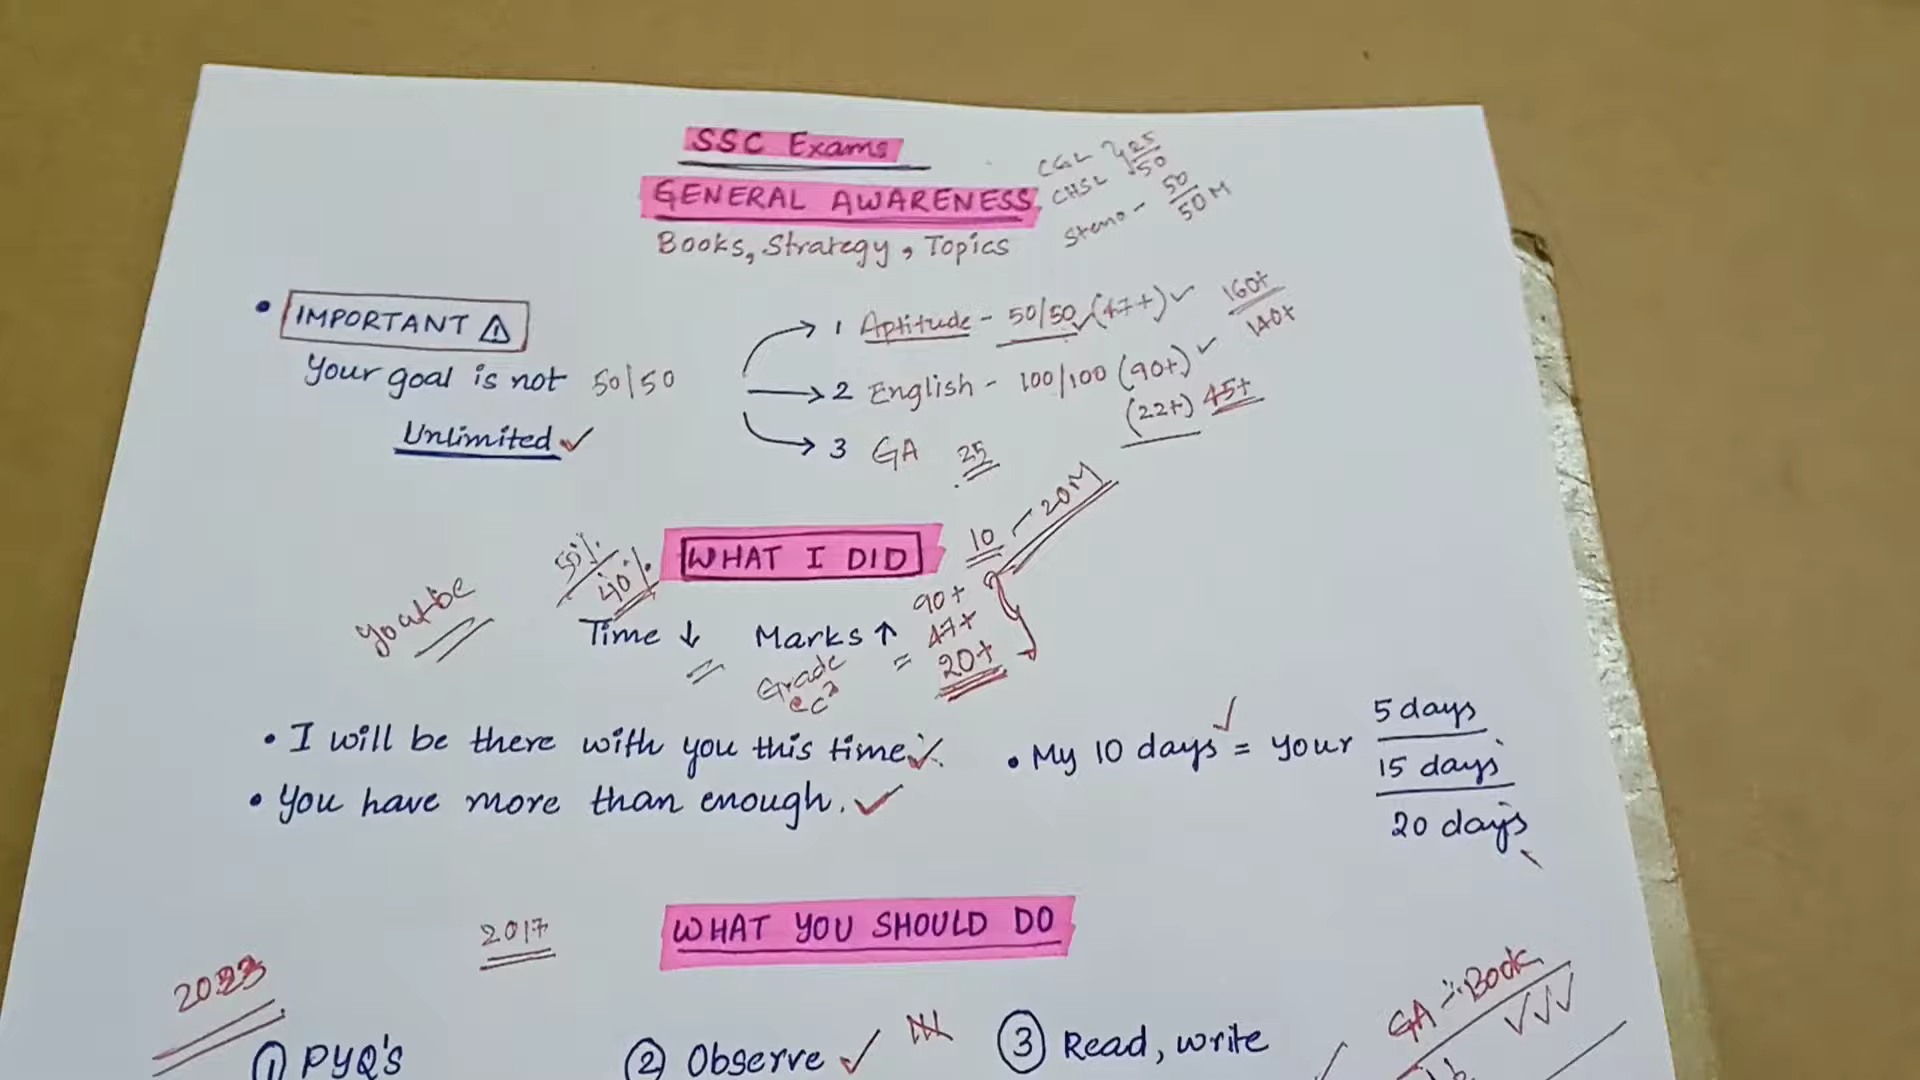 SSC Exams
GENERAL AWARENESS
Books, Strategy, Topics
CGL 25/50
CHSL
Steno - 50/50 M
• IMPORTANT ⚠
Your goal is not 50/50
Unlimited ✓
1 Aptitude - 50/50 ✓ (47+) ✓
160+
140+
2 English - 100/100 (90+) ✓
(22+) 45+
3 GA 25
10 - 20M
WHAT I DID
50%
40%
Youtube
Time ↓ Marks ↑ =
90+
47+
20+
Grade
"C"
• I will be there with you this time ✓
• You have more than enough. ✓
• My 10 days ✓ = your
5 days
15 days
20 days
WHAT YOU SHOULD DO
2017
2023
GA - Book
✓✓✓
① PYQ's
② Observe ✓
③ Read, write